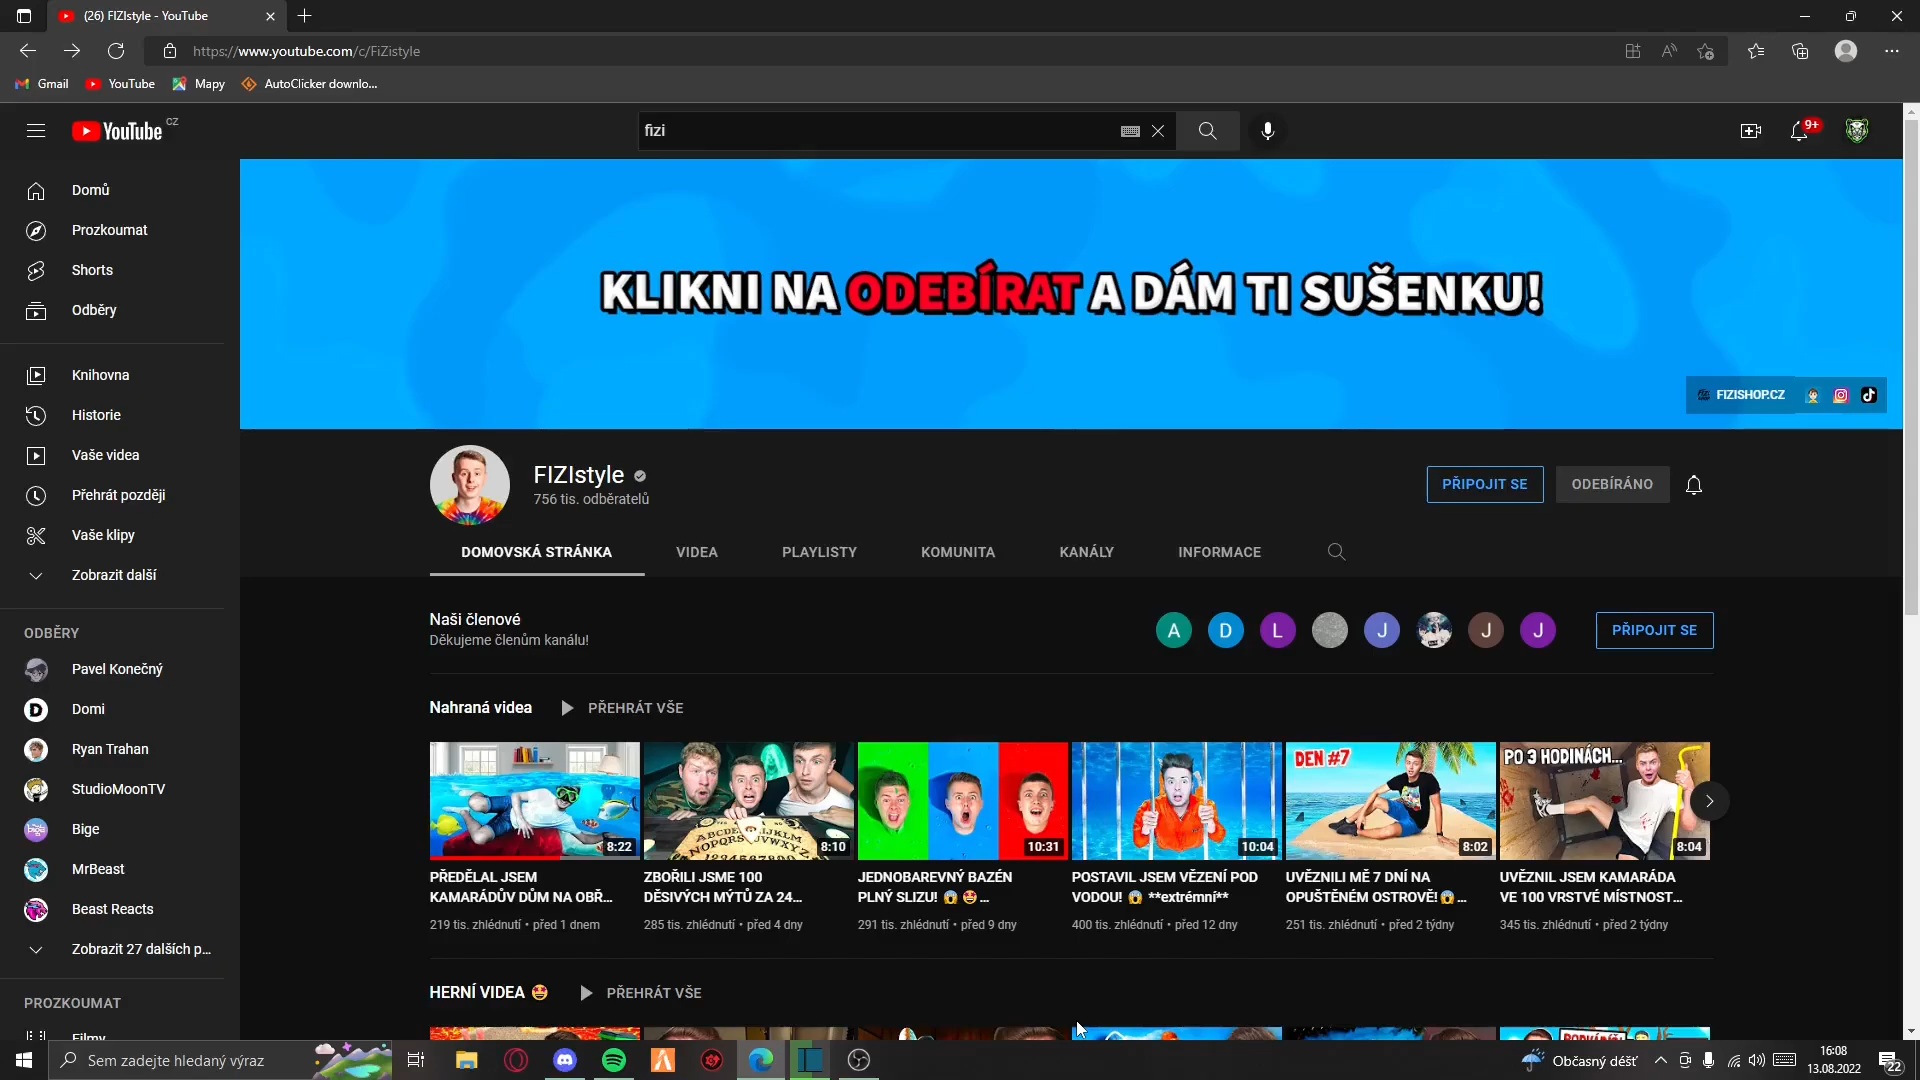 (26) FIZIstyle - YouTube
https://www.youtube.com/c/FiZistyle
Gmail
YouTube
Mapy
AutoClicker downlo...
YouTube CZ
fizi
9+
Domů
Prozkoumat
Shorts
Odběry
Knihovna
Historie
Vaše videa
Přehrát později
Vaše klipy
Zobrazit další
ODBĚRY
Pavel Konečný
Domi
Ryan Trahan
StudioMoonTV
Bige
MrBeast
Beast Reacts
Zobrazit 27 dalších p...
PROZKOUMAT
Filmy
KLIKNI NA ODEBÍRAT A DÁM TI SUŠENKU!
FIZISHOP.CZ
FIZIstyle
756 tis. odběratelů
PŘIPOJIT SE
ODEBÍRÁNO
DOMOVSKÁ STRÁNKA
VIDEA
PLAYLISTY
KOMUNITA
KANÁLY
INFORMACE
Naši členové
Děkujeme členům kanálu!
A
D
L
J
J
J
PŘIPOJIT SE
Nahraná videa
PŘEHRÁT VŠE
8:22
PŘEDĚLAL JSEM
KAMARÁDŮV DŮM NA OBŘ...
219 tis. zhlédnutí • před 1 dnem
8:10
ZBOŘILI JSME 100
DĚSIVÝCH MÝTŮ ZA 24...
285 tis. zhlédnutí • před 4 dny
10:31
JEDNOBAREVNÝ BAZÉN
PLNÝ SLIZU! 😱 🤩 ...
291 tis. zhlédnutí • před 9 dny
10:04
POSTAVIL JSEM VĚZENÍ POD
VODOU! 😱 **extrémní**
400 tis. zhlédnutí • před 12 dny
DEN #7
8:02
UVĚZNILI MĚ 7 DNÍ NA
OPUŠTĚNÉM OSTROVĚ! 😱 ...
251 tis. zhlédnutí • před 2 týdny
PO 3 HODINÁCH...
8:04
UVĚZNIL JSEM KAMARÁDA
VE 100 VRSTVÉ MÍSTNOST...
345 tis. zhlédnutí • před 2 týdny
HERNÍ VIDEA 🤩
PŘEHRÁT VŠE
Sem zadejte hledaný výraz
Občasný déšť
16:08
13.08.2022
22